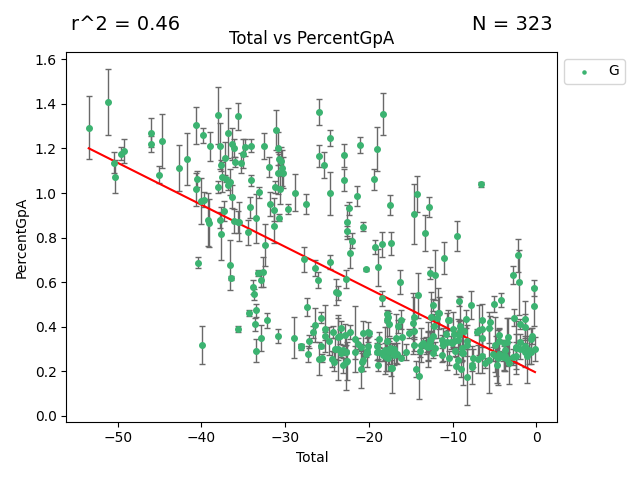 r^2 = 0.46
N = 323
Total vs PercentGpA
G
PercentGpA
1.6
1.4
1.2
1.0
0.8
0.6
0.4
0.2
0.0
−50
−40
−30
−20
−10
0
Total